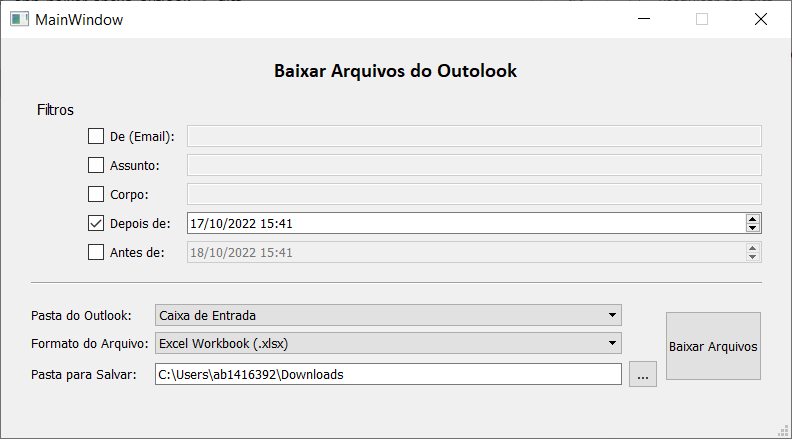 MainWindow
Baixar Arquivos do Outolook
Filtros
De (Email):
Assunto:
Corpo:
Depois de: 17/10/2022 15:41
Antes de: 18/10/2022 15:41
Pasta do Outlook: Caixa de Entrada
Formato do Arquivo: Excel Workbook (.xlsx)
Baixar Arquivos
Pasta para Salvar: C:\Users\ab1416392\Downloads ...